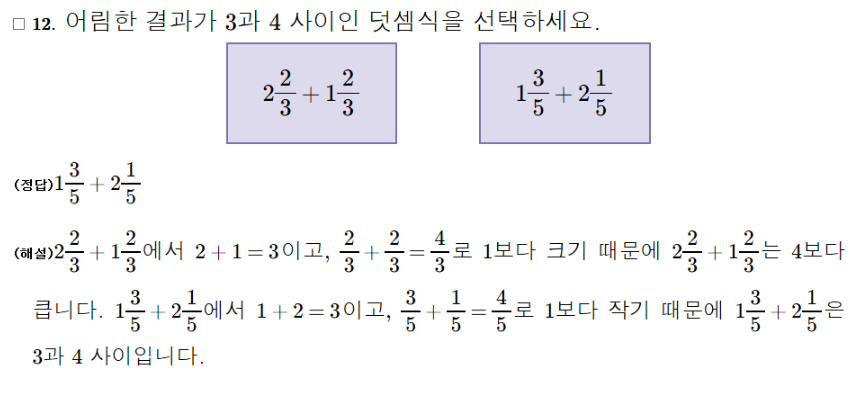 □ 12. 어림한 결과가 3과 4 사이인 덧셈식을 선택하세요.
2 2/3 + 1 2/3    1 3/5 + 2 1/5
(정답) 1 3/5 + 2 1/5
(해설) 2 2/3 + 1 2/3에서 2 + 1 = 3이고, 2/3 + 2/3 = 4/3로 1보다 크기 때문에 2 2/3 + 1 2/3는 4보다
큽니다. 1 3/5 + 2 1/5에서 1 + 2 = 3이고, 3/5 + 1/5 = 4/5로 1보다 작기 때문에 1 3/5 + 2 1/5은
3과 4 사이입니다.